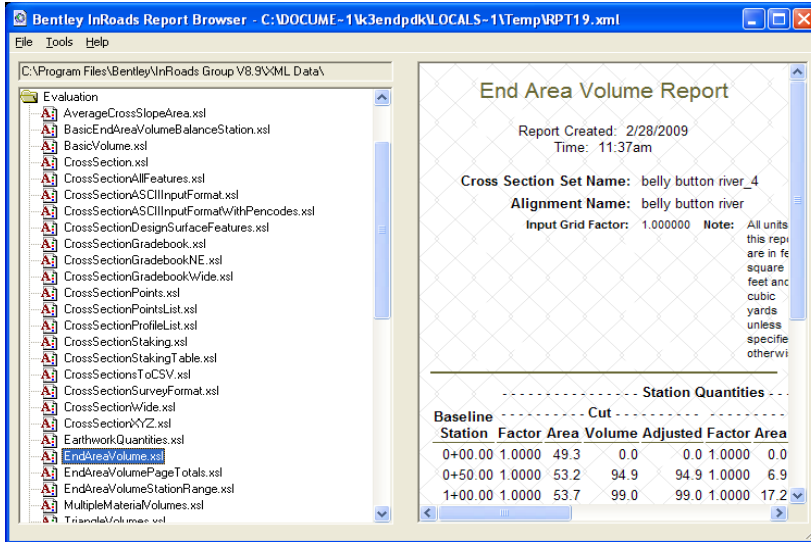 Bentley InRoads Report Browser - C:\DOCUME~1\k3endpdk\LOCALS~1\Temp\RPT19.xml
File Tools Help
C:\Program Files\Bentley\InRoads Group V8.9\XML Data\
Evaluation
AverageCrossSlopeArea.xsl
BasicEndAreaVolumeBalanceStation.xsl
BasicVolume.xsl
CrossSection.xsl
CrossSectionAllFeatures.xsl
CrossSectionASCIIInputFormat.xsl
CrossSectionASCIIInputFormatWithPencodes.xsl
CrossSectionDesignSurfaceFeatures.xsl
CrossSectionGradebook.xsl
CrossSectionGradebookNE.xsl
CrossSectionGradebookWide.xsl
CrossSectionPoints.xsl
CrossSectionPointsList.xsl
CrossSectionProfileList.xsl
CrossSectionStaking.xsl
CrossSectionStakingTable.xsl
CrossSectionsToCSV.xsl
CrossSectionSurveyFormat.xsl
CrossSectionWide.xsl
CrossSectionXYZ.xsl
EarthworkQuantities.xsl
EndAreaVolume.xsl
EndAreaVolumePageTotals.xsl
EndAreaVolumeStationRange.xsl
MultipleMaterialVolumes.xsl
TriangleVolumes.xsl
End Area Volume Report
Report Created: 2/28/2009
Time: 11:37am
Cross Section Set Name: belly button river_4
Alignment Name: belly button river
Input Grid Factor: 1.000000 Note: All units
this repo
are in fe
square
feet and
cubic
yards
unless
specifie
otherwi
- - - - - - - - - - - - - - - - - Station Quantities - - -
Baseline - - - - - - - - - - Cut - - - - - - - - - - - - - - - -
Station Factor Area Volume Adjusted Factor Area
0+00.00 1.0000 49.3 0.0 0.0 1.0000 0.0
0+50.00 1.0000 53.2 94.9 94.9 1.0000 6.9
1+00.00 1.0000 53.7 99.0 99.0 1.0000 17.2